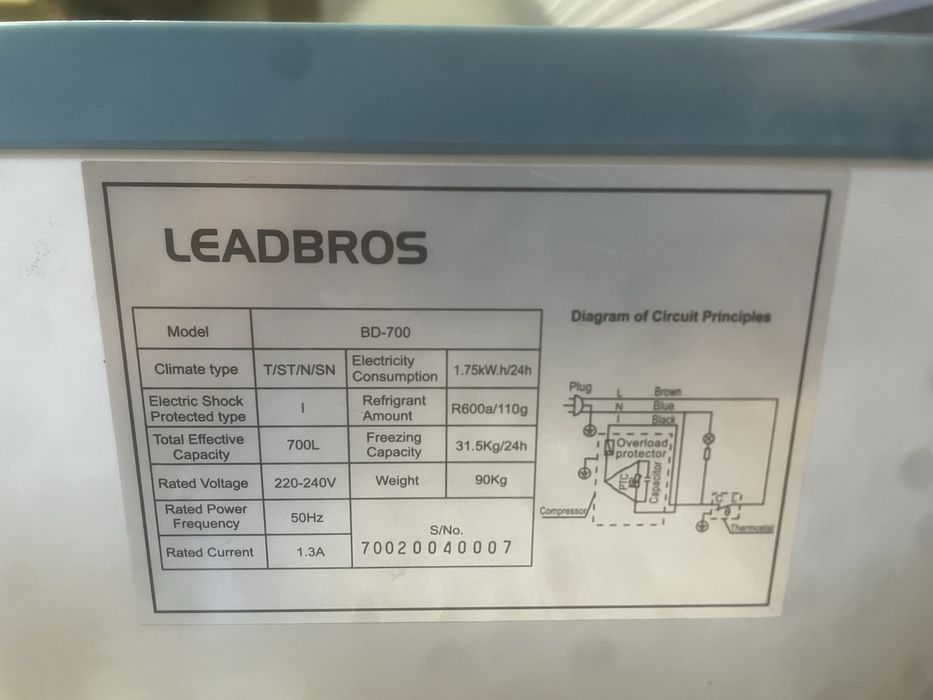 LEADBROS
Model BD-700
Climate type T/ST/N/SN Electricity Consumption 1.75kW.h/24h
Electric Shock Protected type I Refrigrant Amount R600a/110g
Total Effective Capacity 700L Freezing Capacity 31.5Kg/24h
Rated Voltage 220-240V Weight 90Kg
Rated Power Frequency 50Hz
Rated Current 1.3A
S/No.
70020040007
Diagram of Circuit Principles
Plug
L Brown
N Blue
Black
Overload
protector
PTC
Capacitor
Compressor
C L
Thermostat